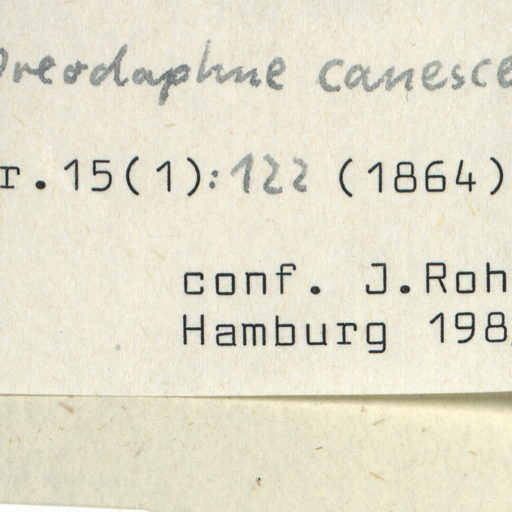 Oreodaphne canesce
r.15(1):122 (1864)
conf. J.Roh
Hamburg 198